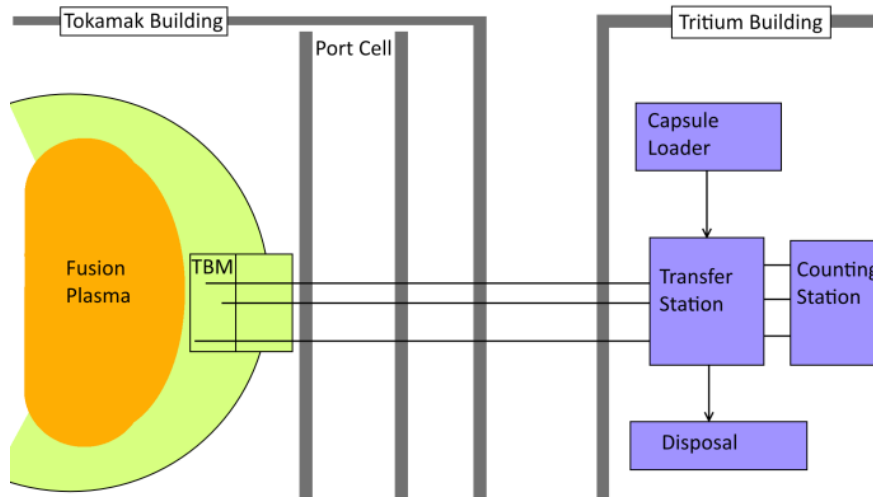 Tokamak Building
Tritium Building
Port Cell
Capsule
Loader
TBM
Fusion
Plasma
Transfer
Station
Counting
Station
Disposal